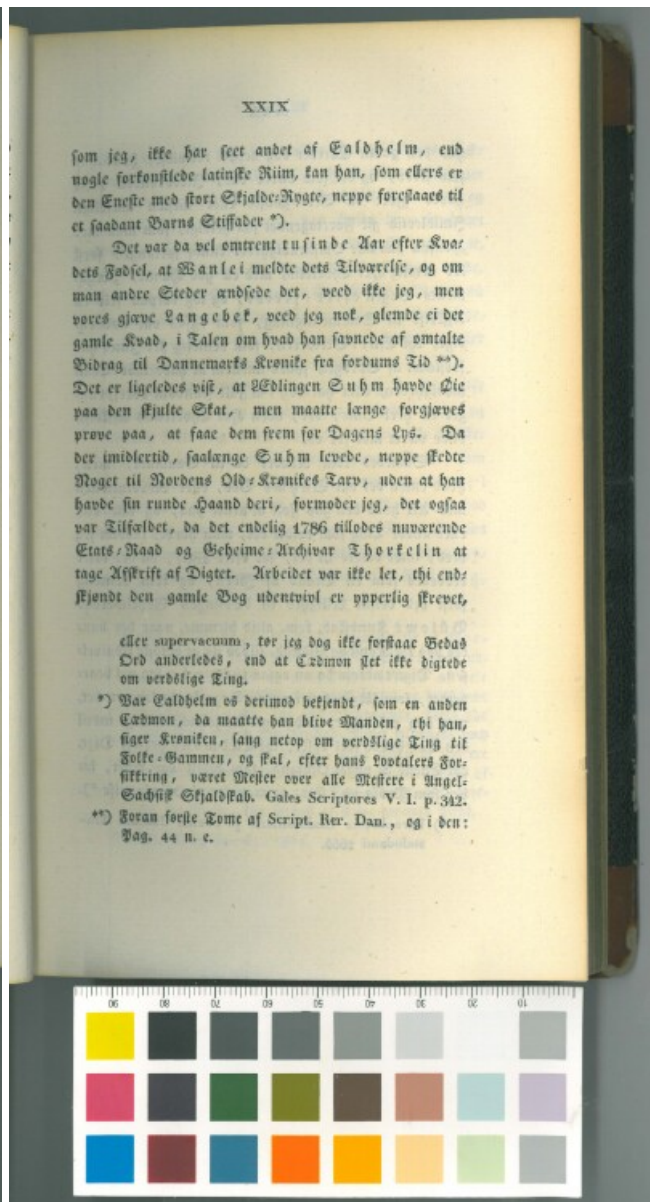 XXIX
som jeg, ikke har seet andet af Ealdhelm, end
nogle forkonstlede latinske Riim, kan han, som ellers er
den Eneste med stort Skjalde-Rygte, neppe forestaaes til
et saadant Barns Stiffader *).
Det var da vel omtrent tusinde Aar efter Kva-
dets Fødsel, at Wanlei meldte dets Tilværelse, og om
man andre Steder ændsede det, veed ikke jeg, men
vores gjæve Langebek, veed jeg nok, glemde ei det
gamle Kvad, i Talen om hvad han savnede af omtalte
Bidrag til Dannemarks Krønike fra fordums Tid **).
Det er ligeledes vist, at Ædlingen Suhm havde Øie
paa den skjulte Skat, men maatte længe forgjæves
prøve paa, at faae dem frem for Dagens Lys. Da
der imidlertid, saalænge Suhm levede, neppe skedte
Noget til Nordens Old-Krønikes Tarv, uden at han
havde sin runde Haand deri, formoder jeg, det ogsaa
var Tilfældet, da det endelig 1786 tillodes nuværende
Etats-Raad og Geheime-Archivar Thorkelin at
tage Afskrift af Digtet. Arbeidet var ikke let, thi end-
skjøndt den gamle Bog udentvivl er ypperlig skrevet,
eller supervacuum, tør jeg dog ikke forstaae Bedas
Ord anderledes, end at Cædmon slet ikke digtede
om verdslige Ting.
*) Var Ealdhelm os derimod bekjendt, som en anden
Cædmon, da maatte han blive Manden, thi han,
siger Krøniken, sang netop om verdslige Ting til
Folke-Gammen, og skal, efter hans Lovtalers For-
sikkring, været Mester over alle Mestere i Angel-
Sachsisk Skjaldskab. Gales Scriptores V. I. p. 342.
**) Foran første Tome af Script. Rer. Dan., og i den:
Pag. 44 n. e.
90 80 70 60 50 40 30 20 10